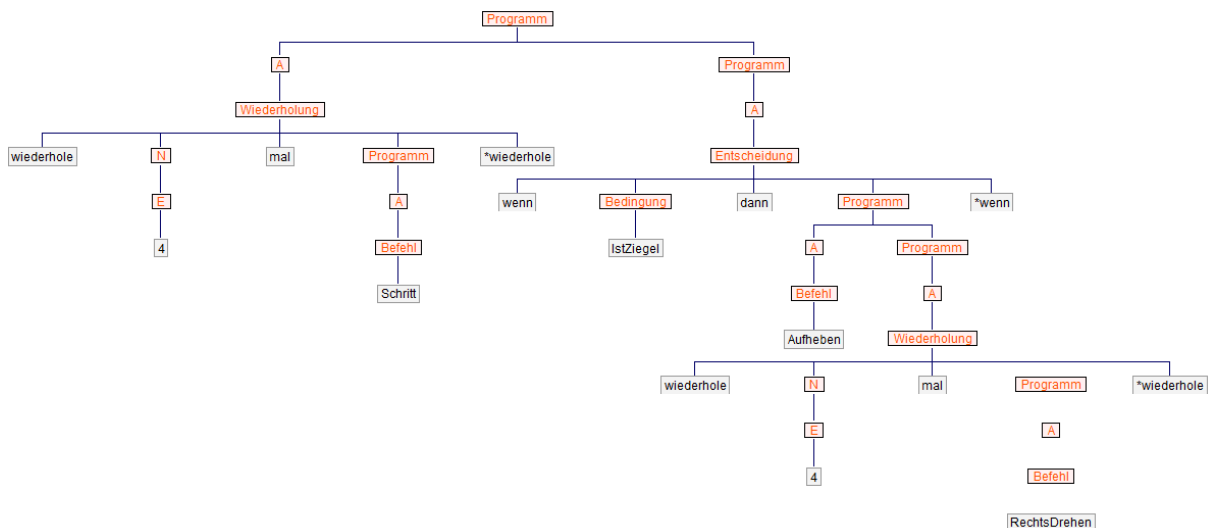 Programm
A Programm
Wiederholung A
wiederhole N mal Programm *wiederhole Entscheidung
E A wenn Bedingung dann Programm *wenn
4 Befehl IstZiegel A Programm
Schritt Befehl A
Aufheben Wiederholung
wiederhole N mal Programm *wiederhole
E A
4 Befehl
RechtsDrehen